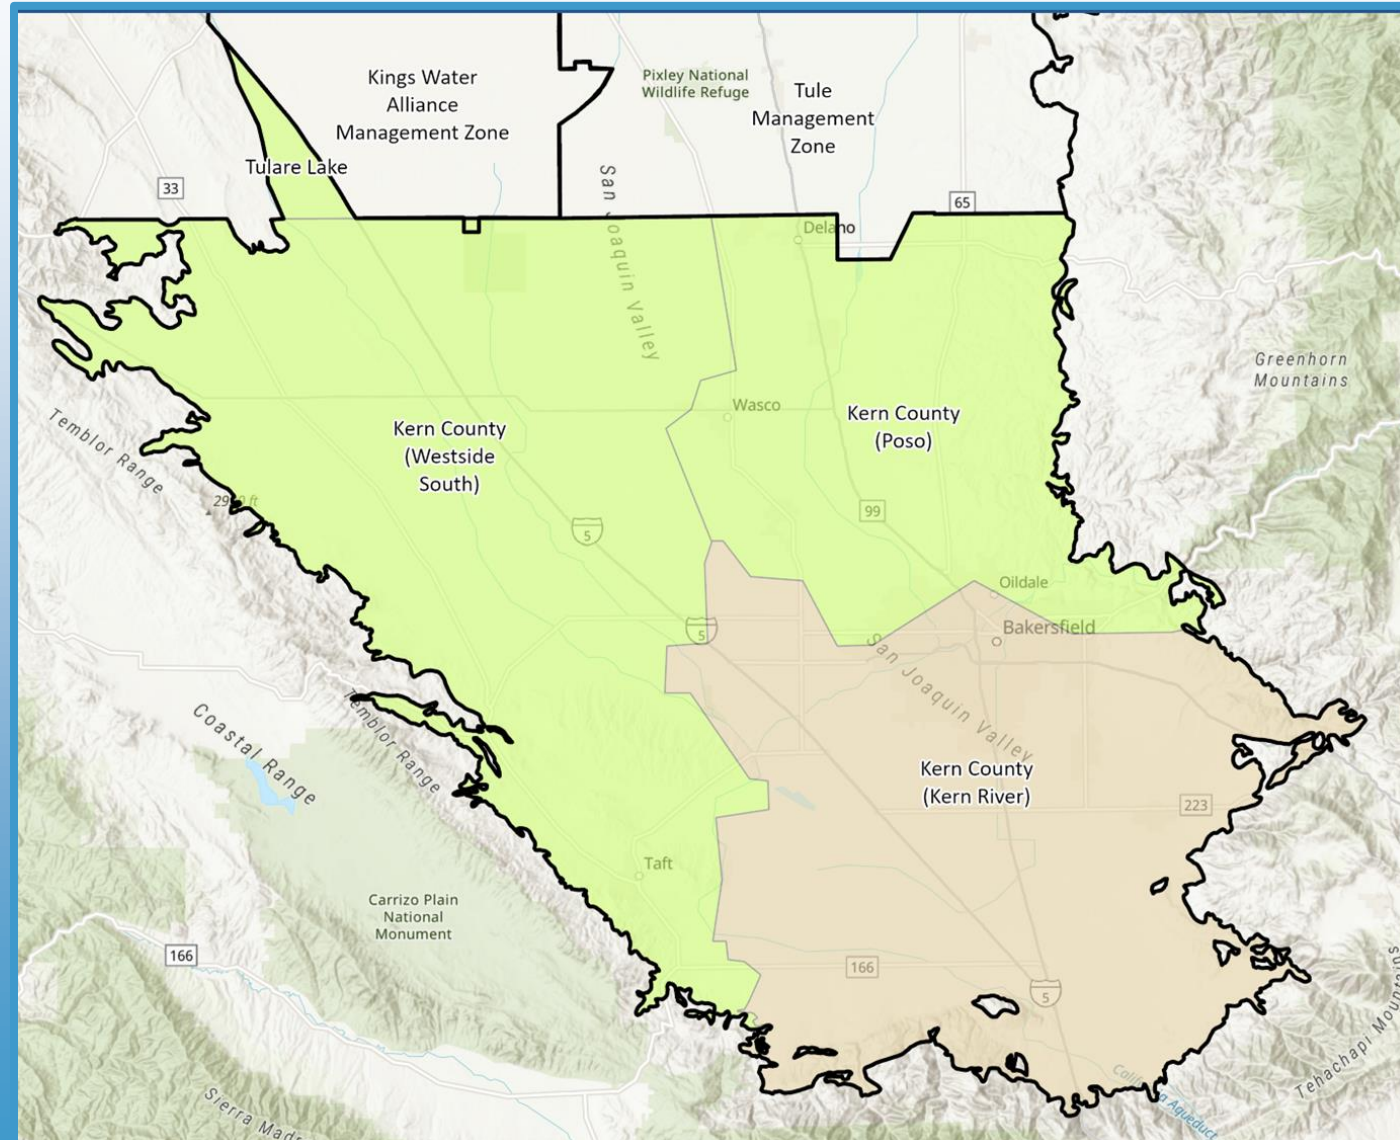 Kings Water
Alliance
Management Zone
Pixley National
Wildlife Refuge
Tule
Management
Zone
Tulare Lake
33
65
San Joaquin Valley
Delano
Greenhorn
Mountains
Wasco
Kern County
(Westside
South)
Kern County
(Poso)
Temblor Range
99
5
Oildale
5
Bakersfield
San Joaquin Valley
Temblor Range
Coastal Range
Kern County
(Kern River)
223
Taft
Carrizo Plain
National
Monument
166
166
5
Tehachapi Mountains